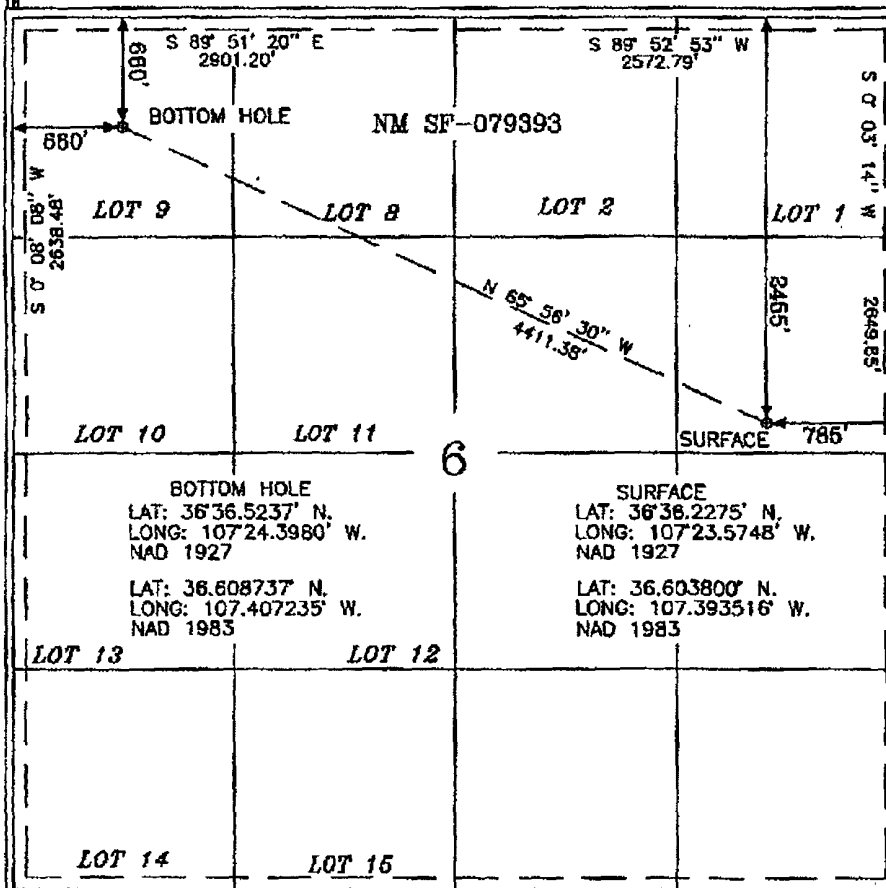 S 89° 51' 20" E
2901.20'
S 89° 52' 53" W
2572.79'
S 0° 03' 14" W
2649.85'
660'
660'
BOTTOM HOLE
NM SF-079393
S 0° 08' 08" W
2638.48'
LOT 9
LOT 8
LOT 2
LOT 1
N 65° 56' 30" W
4411.38'
2465'
LOT 10
LOT 11
6
SURFACE
785'
BOTTOM HOLE
LAT: 36°36.5237' N.
LONG: 107°24.3980' W.
NAD 1927
LAT: 36.608737° N.
LONG: 107.407235° W.
NAD 1983
SURFACE
LAT: 36°36.2275' N.
LONG: 107°23.5748' W.
NAD 1927
LAT: 36.603800° N.
LONG: 107.393516° W.
NAD 1983
LOT 13
LOT 12
LOT 14
LOT 15